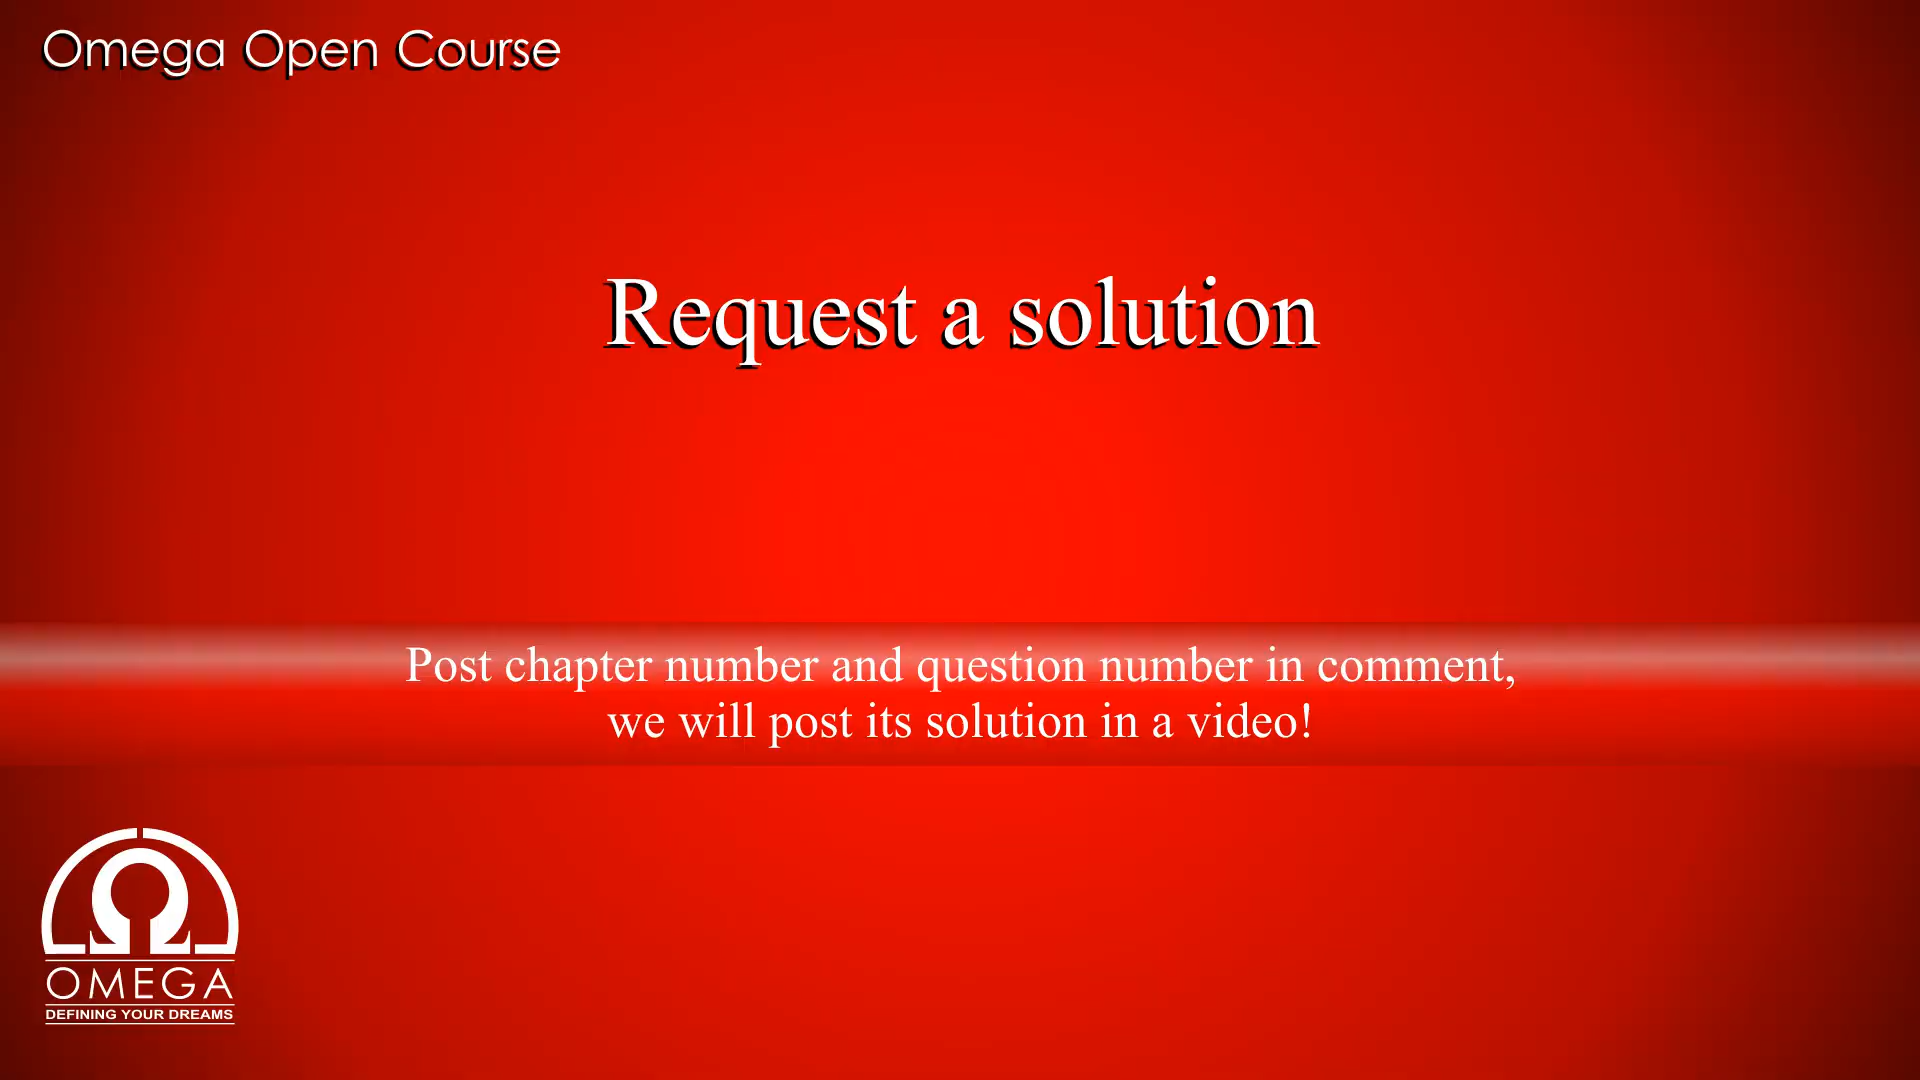 Omega Open Course
Request a solution
Post chapter number and question number in comment,
we will post its solution in a video!
OMEGA
DEFINING YOUR DREAMS